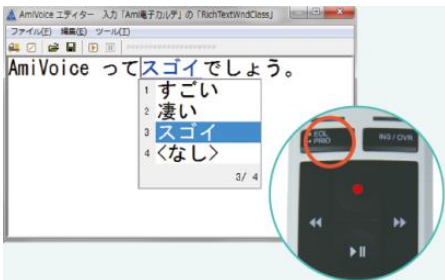 AmiVoice エディター 入力「Ami電子カルテ」の「RichTextWndClass」
ファイル(F) 編集(E) ツール(T)
AmiVoice ってスゴイでしょう。
1 すごい
2 凄い
3 スゴイ
4 <なし>
3/ 4
EOL
PRIO
INS / OVR